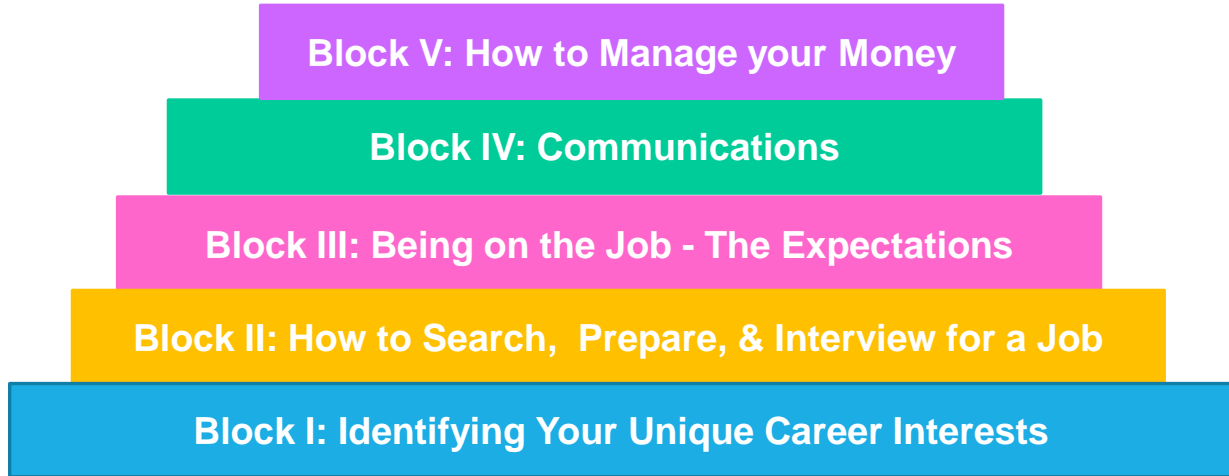 Block V: How to Manage your Money
Block IV: Communications
Block III: Being on the Job - The Expectations
Block II: How to Search,  Prepare, & Interview for a Job
Block I: Identifying Your Unique Career Interests